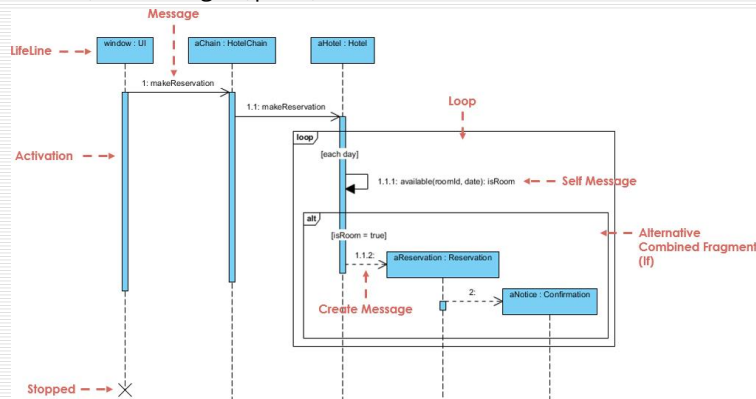 Message
LifeLine
window : UI
aChain : HotelChain
aHotel : Hotel
1: makeReservation
1.1: makeReservation
Loop
loop
[each day]
Activation
1.1.1: available(roomId, date): isRoom
Self Message
alt
[isRoom = true]
Alternative
Combined Fragment
(If)
1.1.2:
aReservation : Reservation
2:
aNotice : Confirmation
Create Message
Stopped